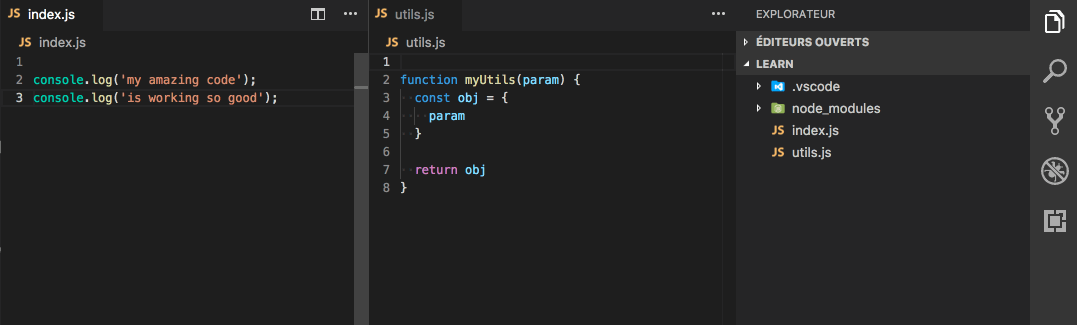 JS index.js
JS index.js
1
2 console.log('my amazing code');
3 console.log('is working so good');
JS utils.js
JS utils.js
1
2 function myUtils(param) {
3 const obj = {
4 param
5 }
6
7 return obj
8 }
EXPLORATEUR
ÉDITEURS OUVERTS
LEARN
.vscode
node_modules
JS index.js
JS utils.js